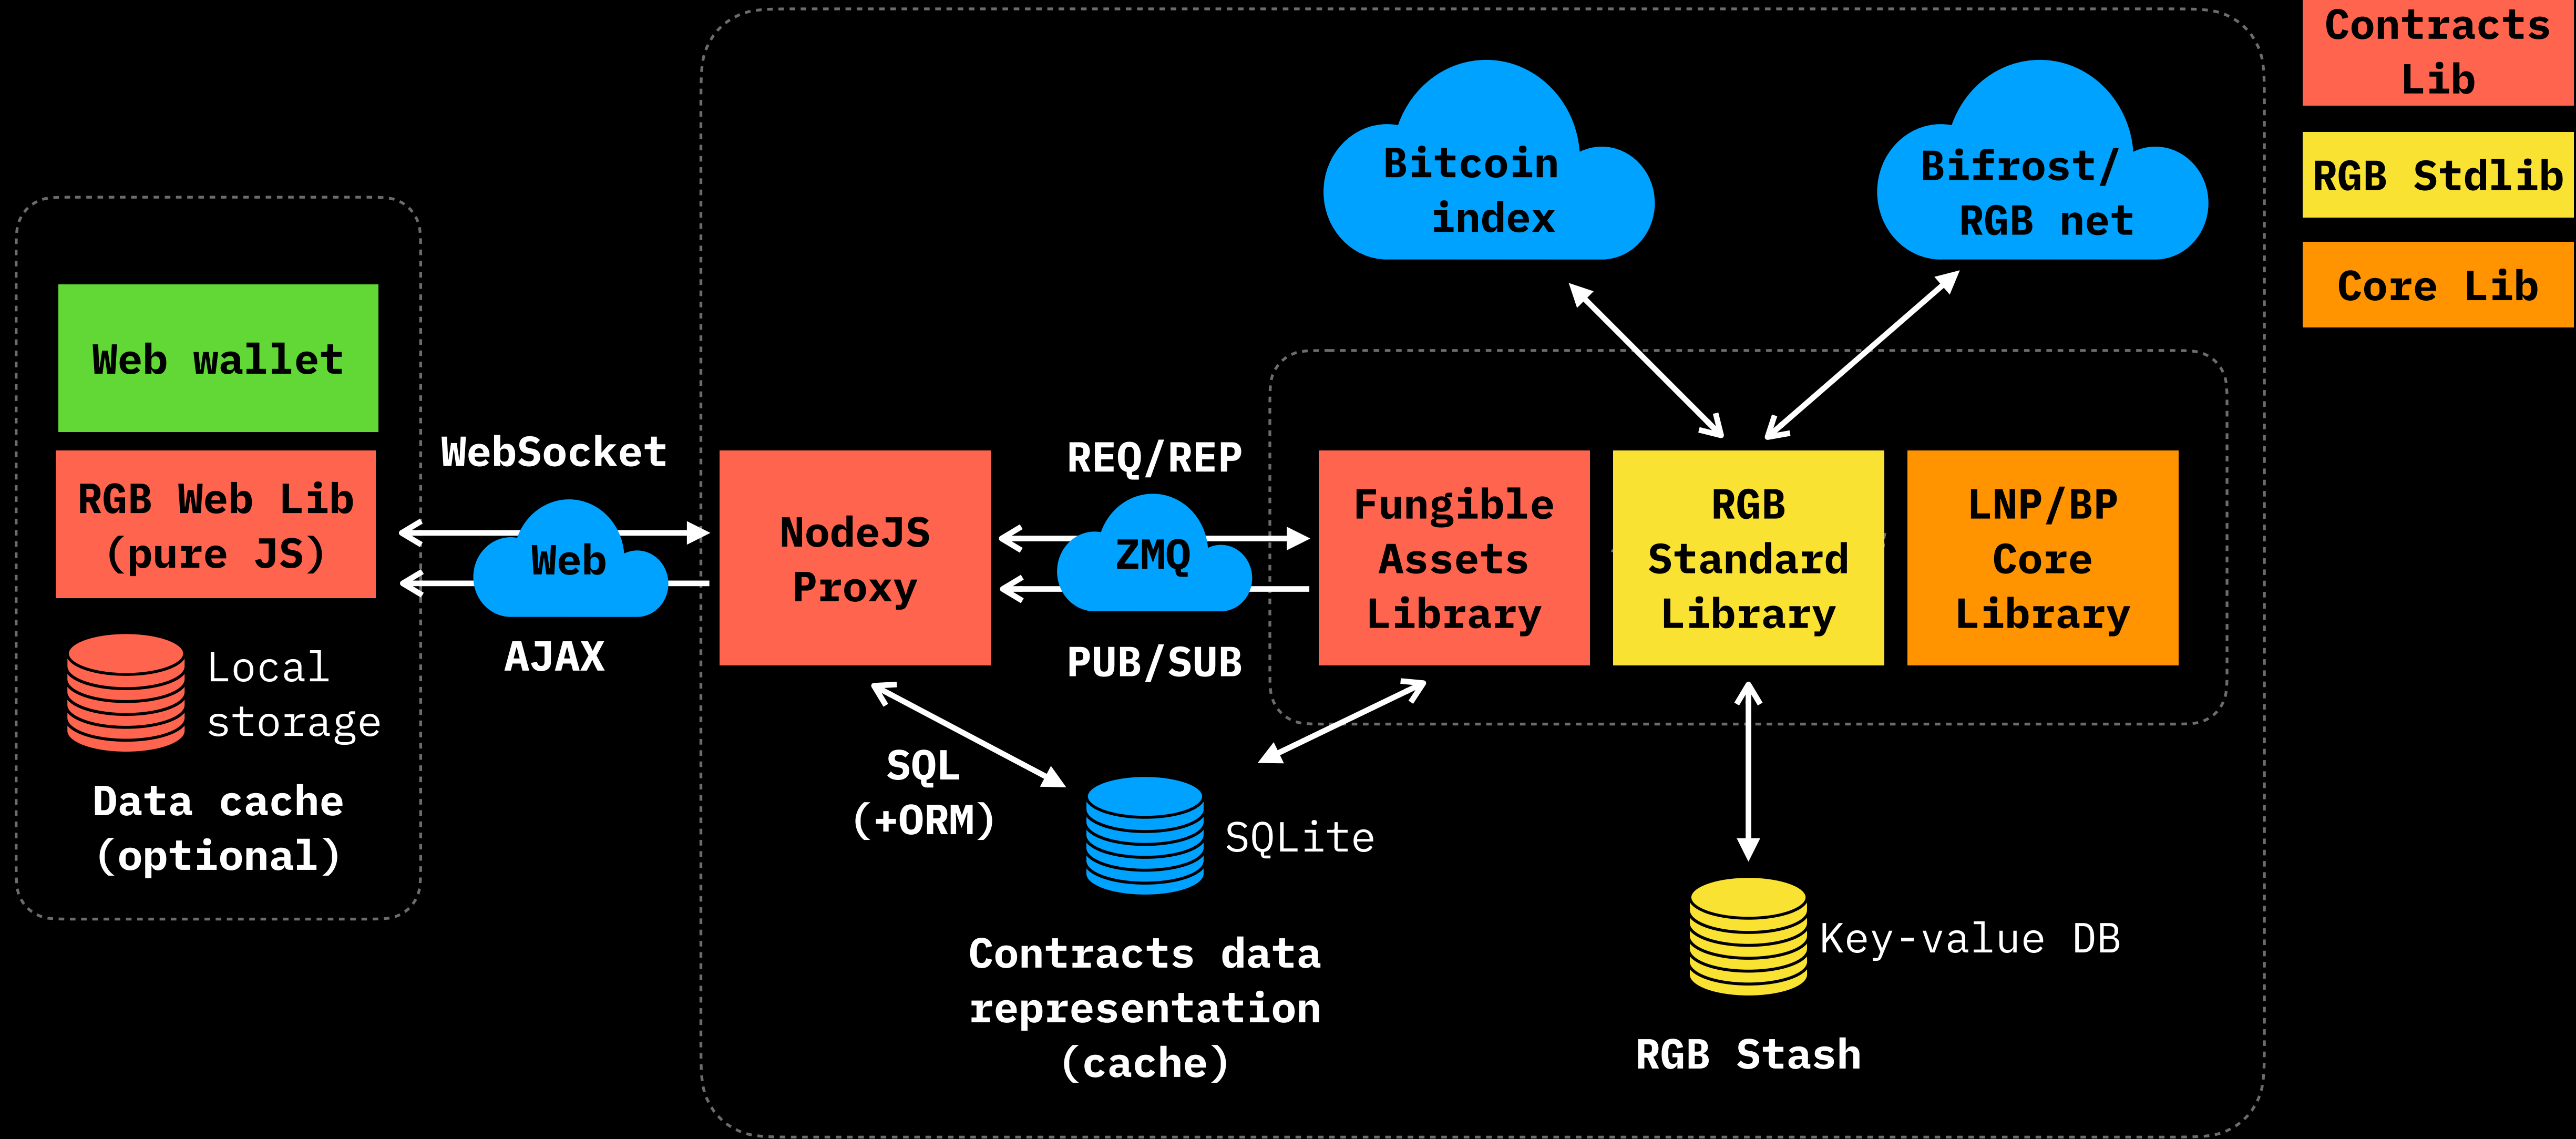 Contracts
Lib
RGB Stdlib
Core Lib
Bitcoin
index
Bifrost/
RGB net
Web wallet
RGB Web Lib
(pure JS)
Local
storage
Data cache
(optional)
WebSocket
Web
AJAX
NodeJS
Proxy
REQ/REP
ZMQ
PUB/SUB
Fungible
Assets
Library
RGB
Standard
Library
LNP/BP
Core
Library
SQL
(+ORM)
SQLite
Contracts data
representation
(cache)
Key-value DB
RGB Stash